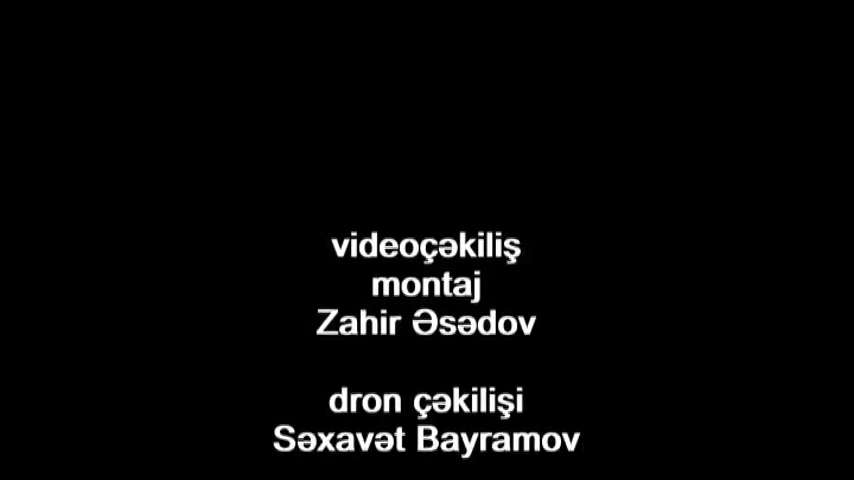 videoçəkiliş
montaj
Zahir Əsədov
dron çəkilişi
Səxavət Bayramov